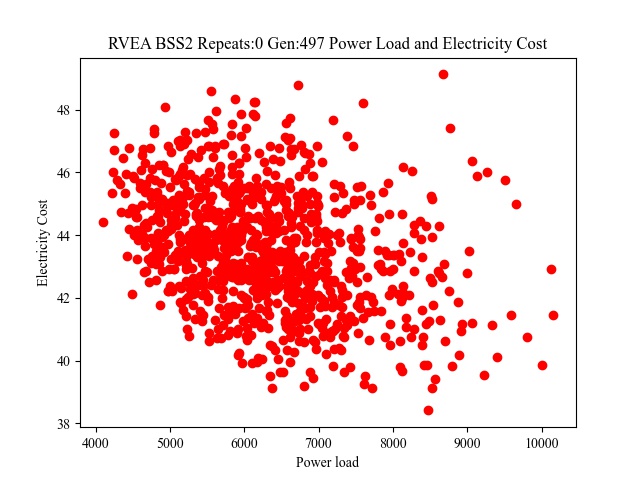 RVEA BSS2 Repeats:0 Gen:497 Power Load and Electricity Cost
48
46
44
42
40
38
Electricity Cost
4000 5000 6000 7000 8000 9000 10000
Power load